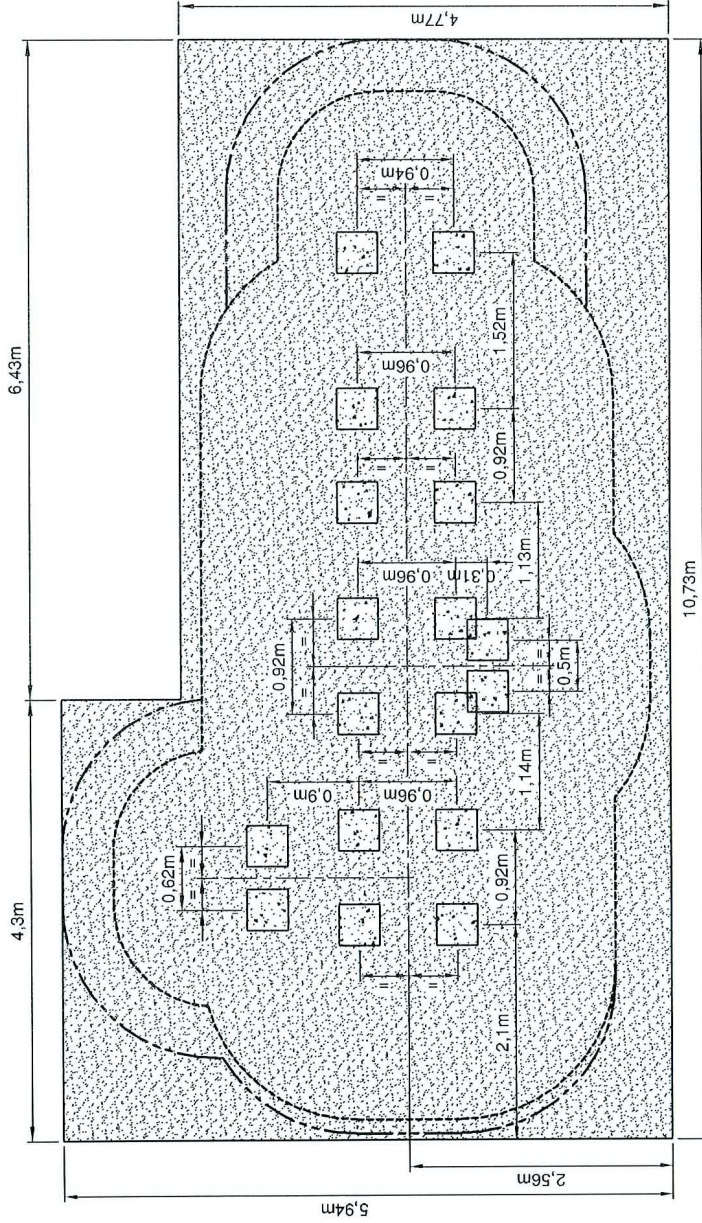 6,43m
4,3m
4,77m
5,94m
2,56m
10,73m
0,94m
=
=
1,52m
0,96m
=
=
0,92m
1,13m
0,96m
0,31m
0,92m
=
=
=
=
0,5m
=
=
1,14m
0,9m
0,96m
0,62m
=
=
0,92m
=
=
2,1m